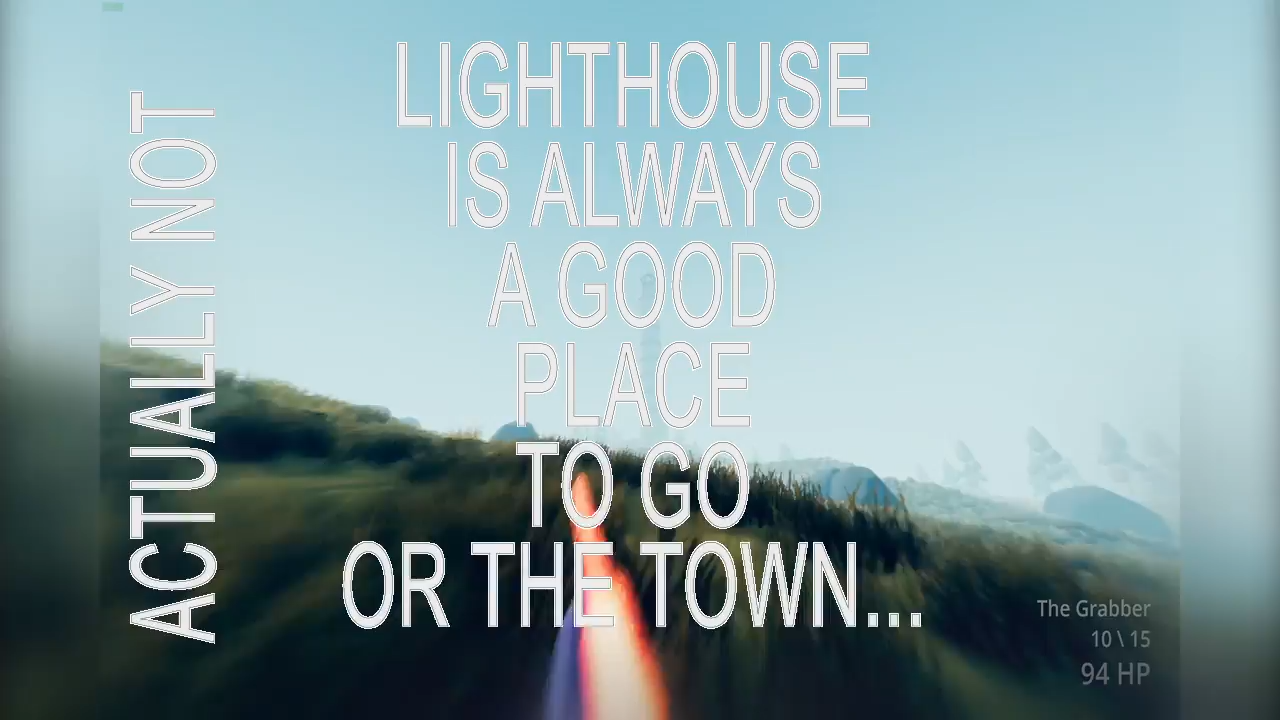 ACTUALLY NOT
LIGHTHOUSE
IS ALWAYS
A GOOD
PLACE
TO GO
OR THE TOWN...
The Grabber
10 \ 15
94 HP